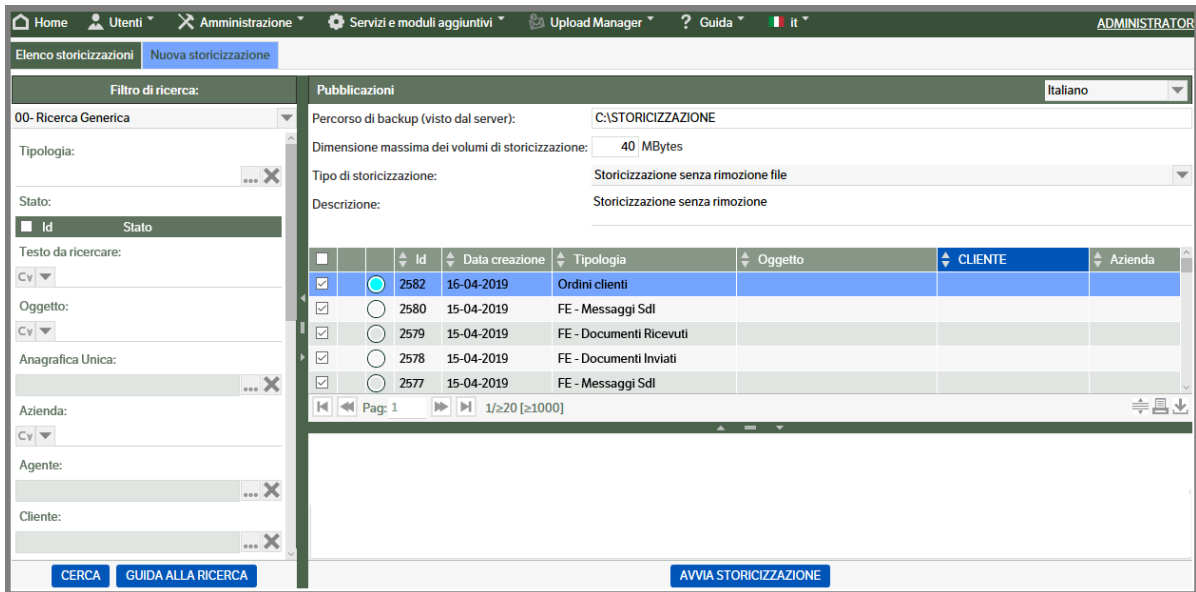 Home Utenti Amministrazione Servizi e moduli aggiuntivi Upload Manager ? Guida it ADMINISTRATOR
Elenco storicizzazioni Nuova storicizzazione
Filtro di ricerca:
00- Ricerca Generica
Tipologia:
...
Stato:
Id Stato
Testo da ricercare:
Cv
Oggetto:
Cv
Anagrafica Unica:
...
Azienda:
Cv
Agente:
...
Cliente:
...
CERCA GUIDA ALLA RICERCA
Pubblicazioni Italiano
Percorso di backup (visto dal server): C:\STORICIZZAZIONE
Dimensione massima dei volumi di storicizzazione: 40 MBytes
Tipo di storicizzazione: Storicizzazione senza rimozione file
Descrizione: Storicizzazione senza rimozione
Id Data creazione Tipologia Oggetto CLIENTE Azienda
2582 16-04-2019 Ordini clienti
2580 15-04-2019 FE - Messaggi SdI
2579 15-04-2019 FE - Documenti Ricevuti
2578 15-04-2019 FE - Documenti Inviati
2577 15-04-2019 FE - Messaggi SdI
Pag: 1 1/≥20 [≥1000]
AVVIA STORICIZZAZIONE